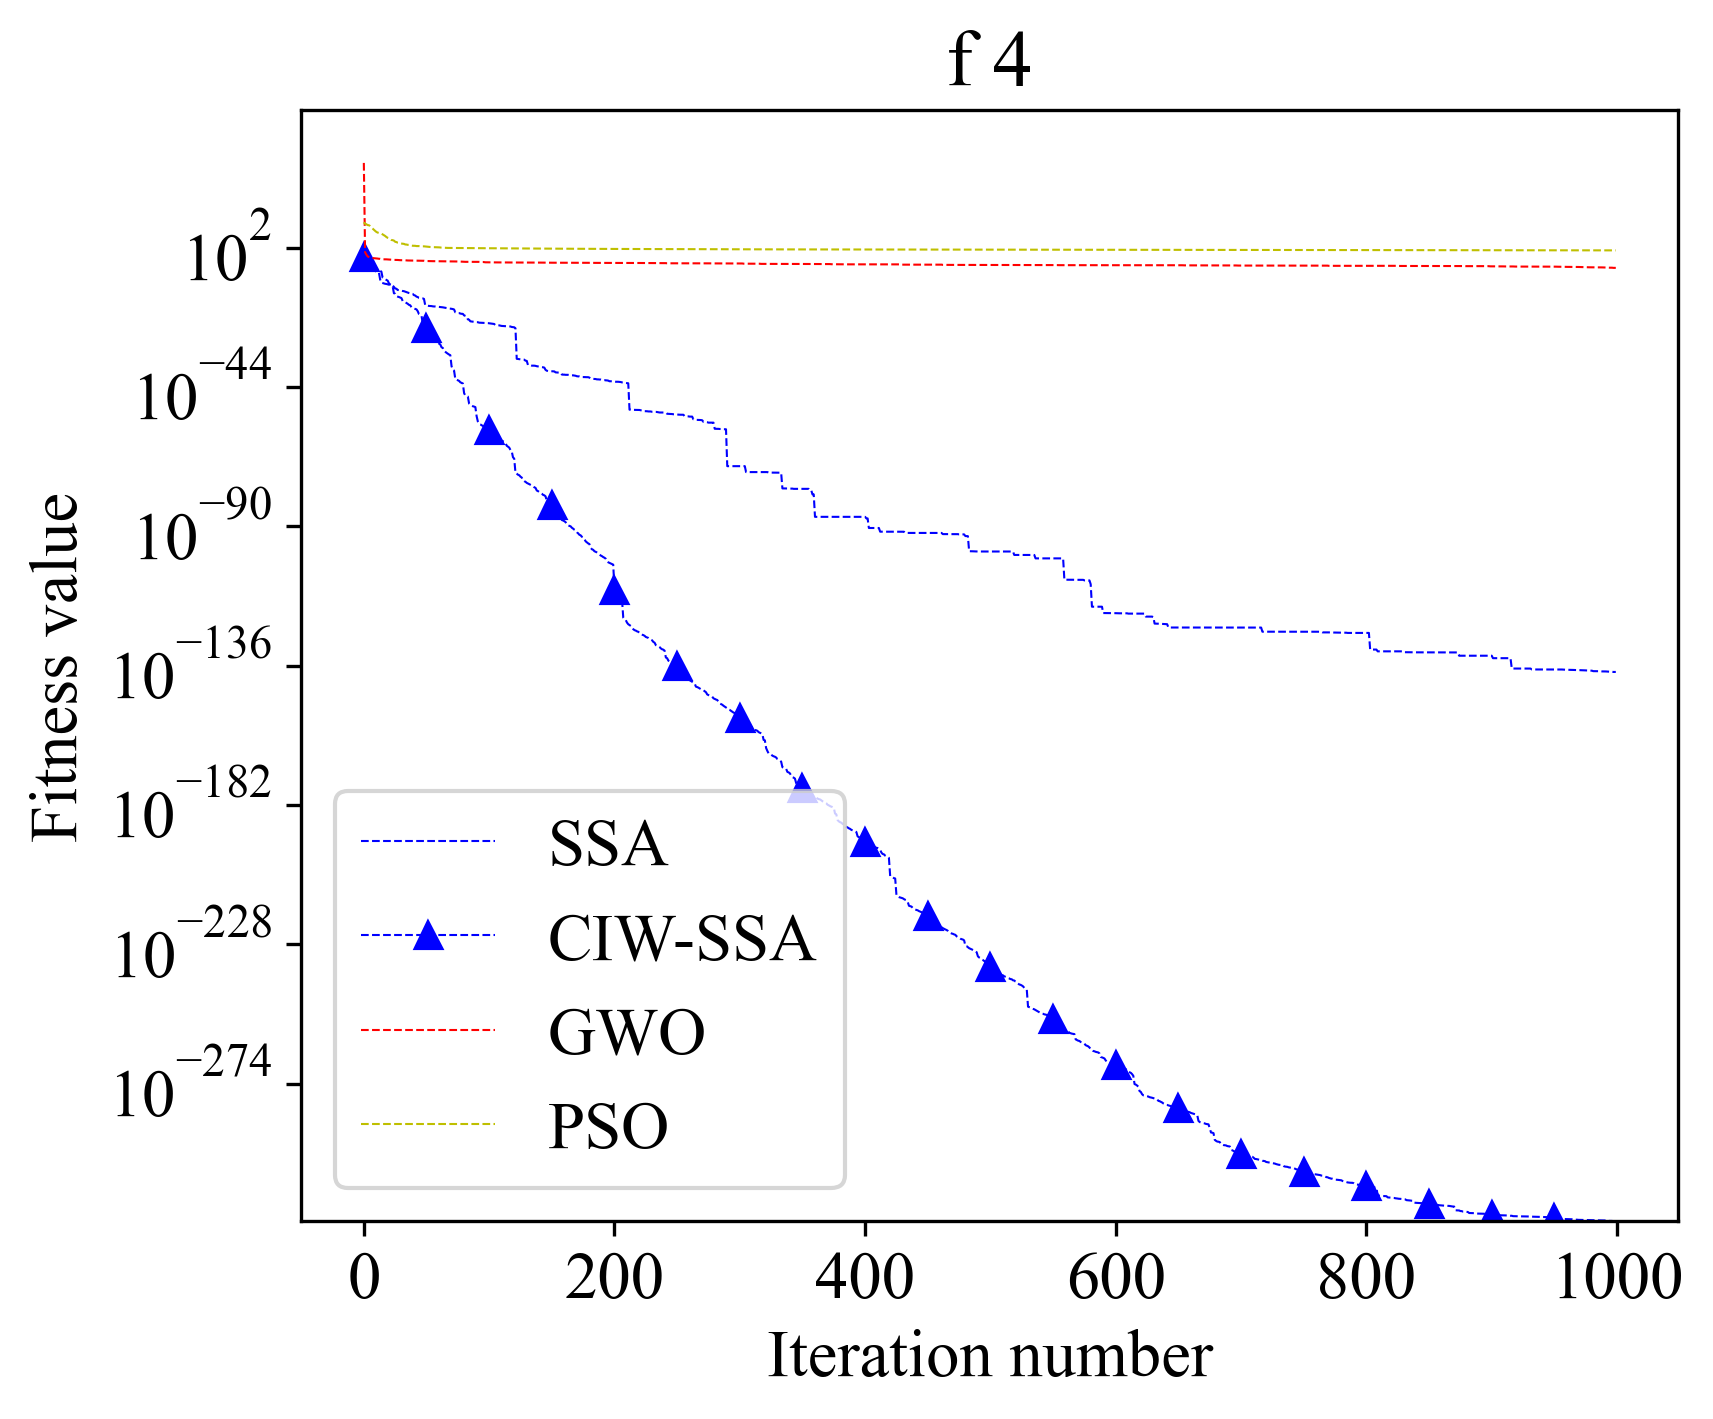 f 4
Fitness value
10^2
10^−44
10^−90
10^−136
10^−182
10^−228
10^−274
SSA
CIW-SSA
GWO
PSO
0 200 400 600 800 1000
Iteration number